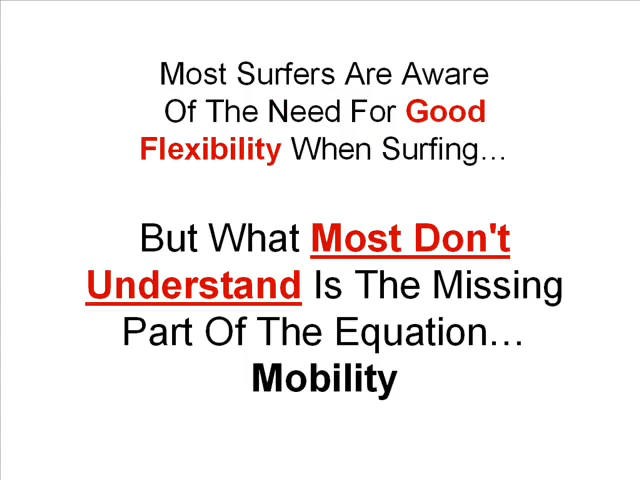 Most Surfers Are Aware
Of The Need For Good
Flexibility When Surfing...
But What Most Don't
Understand Is The Missing
Part Of The Equation...
Mobility